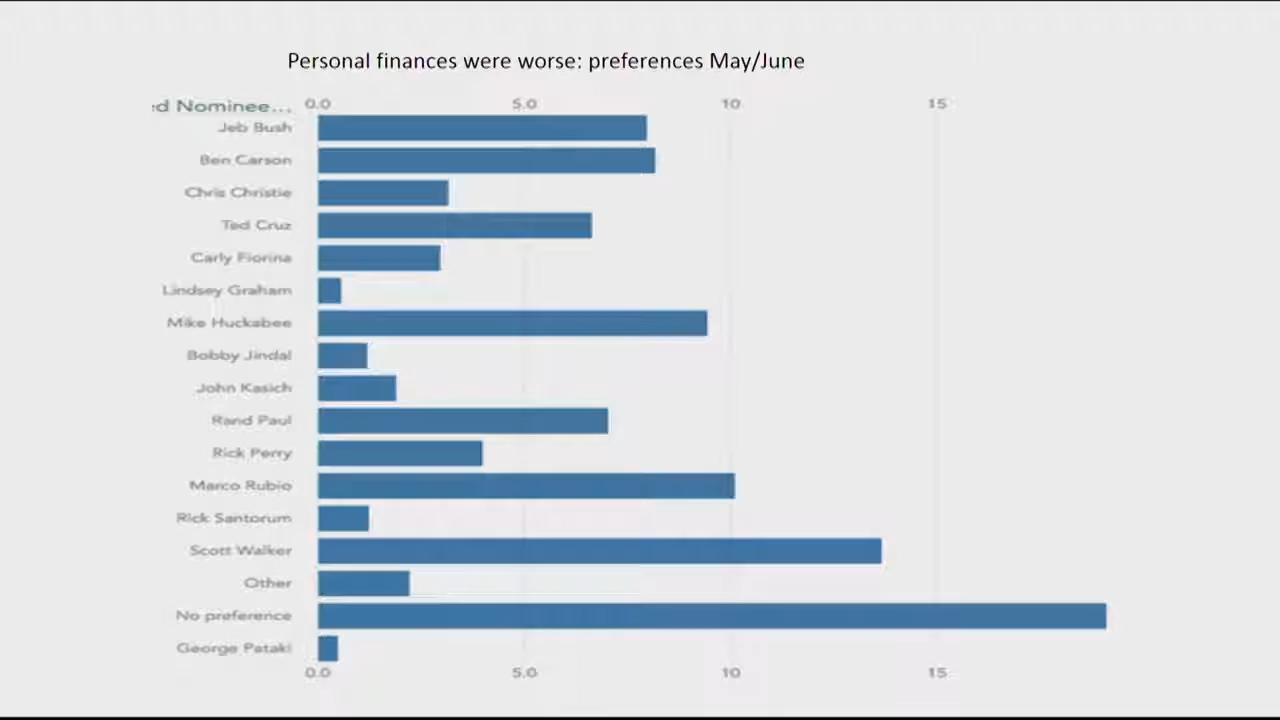 Personal finances were worse: preferences May/June
d Nominee... 0.0 5.0 10 15
Jeb Bush
Ben Carson
Chris Christie
Ted Cruz
Carly Fiorina
Lindsey Graham
Mike Huckabee
Bobby Jindal
John Kasich
Rand Paul
Rick Perry
Marco Rubio
Rick Santorum
Scott Walker
Other
No preference
George Pataki
0.0 5.0 10 15